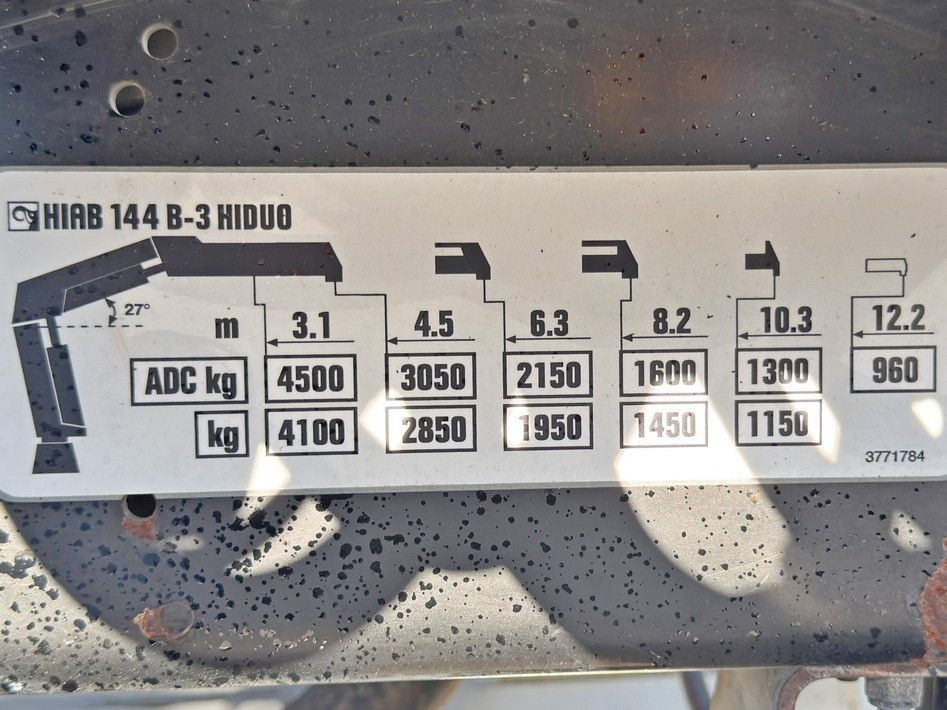 HIAB 144 B-3 HIDUO
27°
m 3.1 4.5 6.3 8.2 10.3 12.2
ADC kg 4500 3050 2150 1600 1300 960
kg 4100 2850 1950 1450 1150
3771784